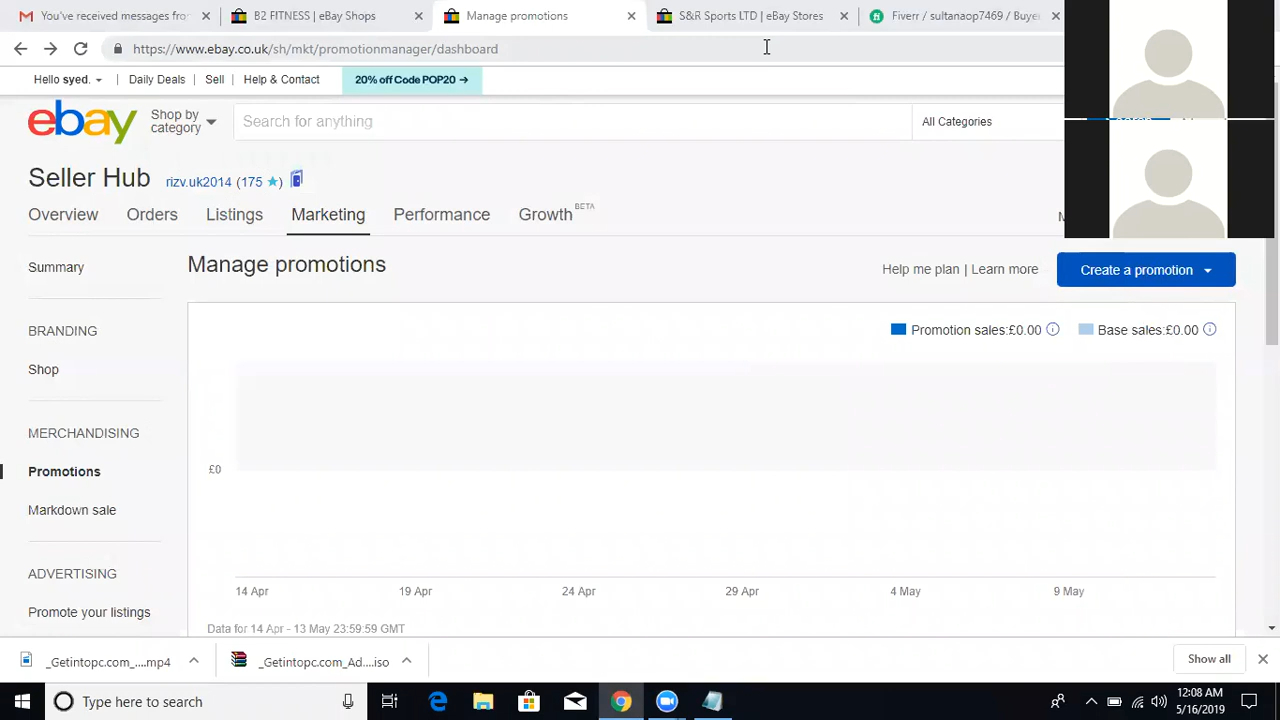 You've received messages fro
B2 FITNESS | eBay Shops
Manage promotions
S&R Sports LTD | eBay Stores
Fiverr / sultanaop7469 / Buye
https://www.ebay.co.uk/sh/mkt/promotionmanager/dashboard
Hello syed.
Daily Deals
Sell
Help & Contact
20% off Code POP20 →
ebay
Shop by category
Search for anything
All Categories
Seller Hub
rizv.uk2014 (175 ★)
Overview
Orders
Listings
Marketing
Performance
Growth BETA
Summary
Manage promotions
Help me plan | Learn more
Create a promotion
BRANDING
Promotion sales:£0.00
Base sales:£0.00
Shop
MERCHANDISING
Promotions
£0
Markdown sale
ADVERTISING
14 Apr
19 Apr
24 Apr
29 Apr
4 May
9 May
Promote your listings
Data for 14 Apr - 13 May 23:59:59 GMT
_Getintopc.com_....mp4
_Getintopc.com_Ad....iso
Show all
Type here to search
12:08 AM
5/16/2019